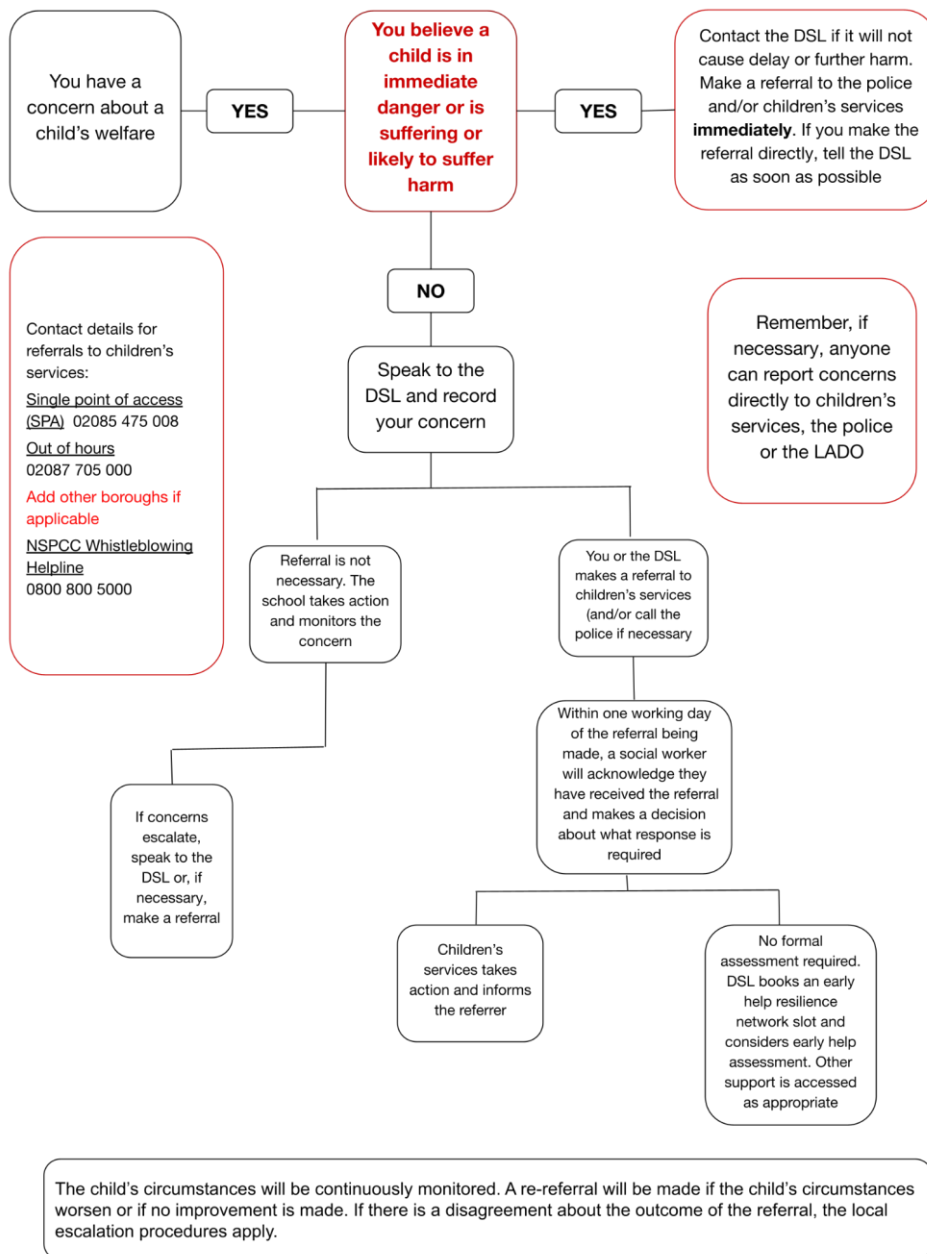 You have a
concern about a
child's welfare
YES
You believe a
child is in
immediate
danger or is
suffering or
likely to suffer
harm
YES
Contact the DSL if it will not
cause delay or further harm.
Make a referral to the police
and/or children's services
immediately. If you make the
referral directly, tell the DSL
as soon as possible
NO
Contact details for
referrals to children's
services:
Single point of access
(SPA) 02085 475 008
Out of hours
02087 705 000
Add other boroughs if
applicable
NSPCC Whistleblowing
Helpline
0800 800 5000
Speak to the
DSL and record
your concern
Remember, if
necessary, anyone
can report concerns
directly to children's
services, the police
or the LADO
Referral is not
necessary. The
school takes action
and monitors the
concern
You or the DSL
makes a referral to
children's services
(and/or call the
police if necessary
If concerns
escalate,
speak to the
DSL or, if
necessary,
make a referral
Within one working day
of the referral being
made, a social worker
will acknowledge they
have received the referral
and makes a decision
about what response is
required
Children's
services takes
action and informs
the referrer
No formal
assessment required.
DSL books an early
help resilience
network slot and
considers early help
assessment. Other
support is accessed
as appropriate
The child's circumstances will be continuously monitored. A re-referral will be made if the child's circumstances
worsen or if no improvement is made. If there is a disagreement about the outcome of the referral, the local
escalation procedures apply.